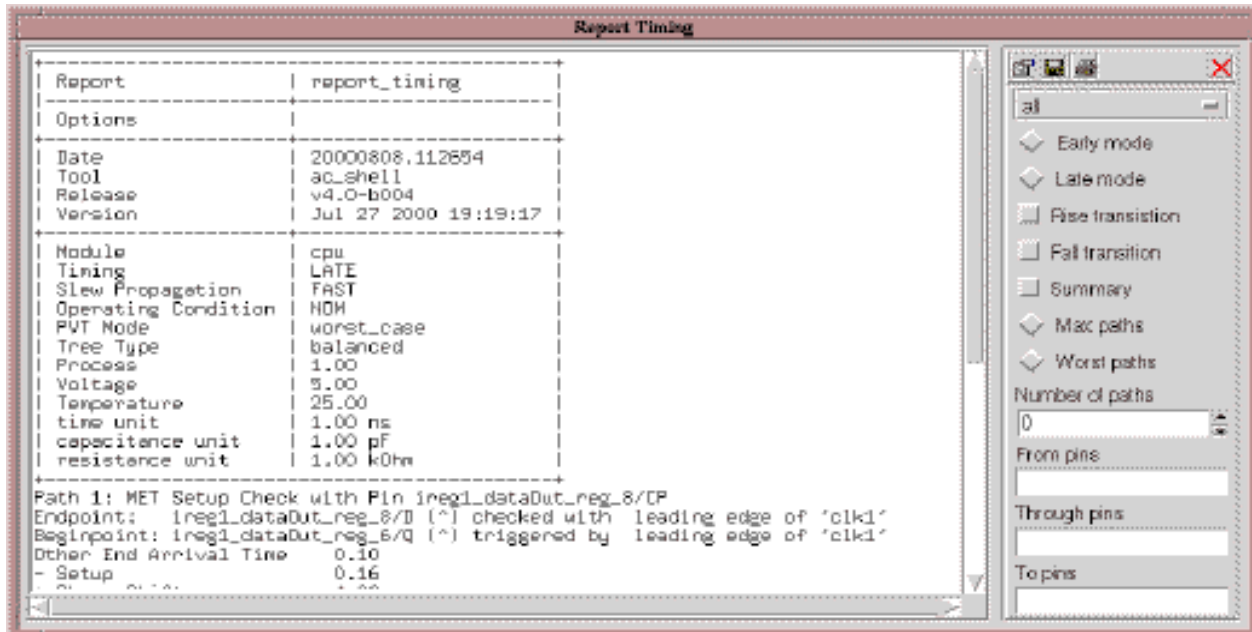 Report Timing
+---------------------------+---------------------------+
| Report | report_timing |
|---------------------------+---------------------------|
| Options | |
+---------------------------+---------------------------+
| Date | 20000808.112654
| Tool | ac_shell
| Release | v4.0-b004
| Version | Jul 27 2000 19:19:17 |
+---------------------------+---------------------------+
| Module | cpu
| Timing | LATE
| Slew Propagation | FAST
| Operating Condition | NOM
| PVT Mode | worst_case
| Tree Type | balanced
| Process | 1.00
| Voltage | 5.00
| Temperature | 25.00
| time unit | 1.00 ns
| capacitance unit | 1.00 pF
| resistance unit | 1.00 kOhm
+---------------------------+---------------------------+
Path 1: MET Setup Check with Pin ireg1_dataOut_reg_8/CP
Endpoint: ireg1_dataOut_reg_8/D (^) checked with leading edge of 'clk1'
Beginpoint: ireg1_dataOut_reg_6/Q (^) triggered by leading edge of 'clk1'
Other End Arrival Time 0.10
- Setup 0.16
all
Early mode
Late mode
Rise transistion
Fall transition
Summary
Max paths
Worst paths
Number of paths
0
From pins
Through pins
To pins